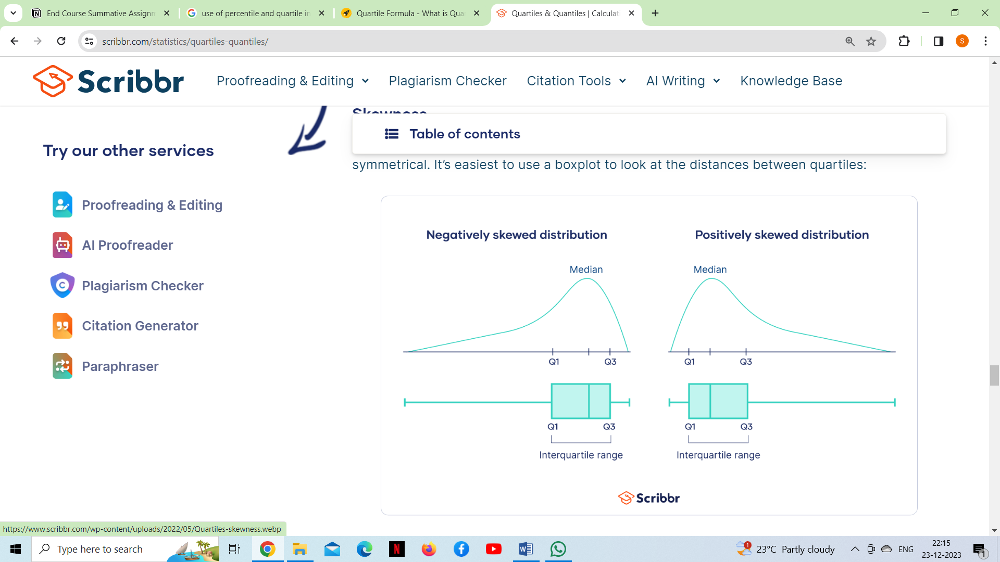 End Course Summative Assignm
use of percentile and quartile in
Quartile Formula - What is Qua
Quartiles & Quantiles | Calculati
scribbr.com/statistics/quartiles-quantiles/
S
Scribbr
Proofreading & Editing
Plagiarism Checker
Citation Tools
AI Writing
Knowledge Base
Skewness
Table of contents
symmetrical. It’s easiest to use a boxplot to look at the distances between quartiles:
Try our other services
Proofreading & Editing
AI Proofreader
Plagiarism Checker
Citation Generator
Paraphraser
Negatively skewed distribution
Positively skewed distribution
Median
Median
Q1
Q3
Q1
Q3
Q1
Q3
Q1
Q3
Interquartile range
Interquartile range
Scribbr
https://www.scribbr.com/wp-content/uploads/2022/05/Quartiles-skewness.webp
Type here to search
1
23°C Partly cloudy
ENG
22:15
23-12-2023
1